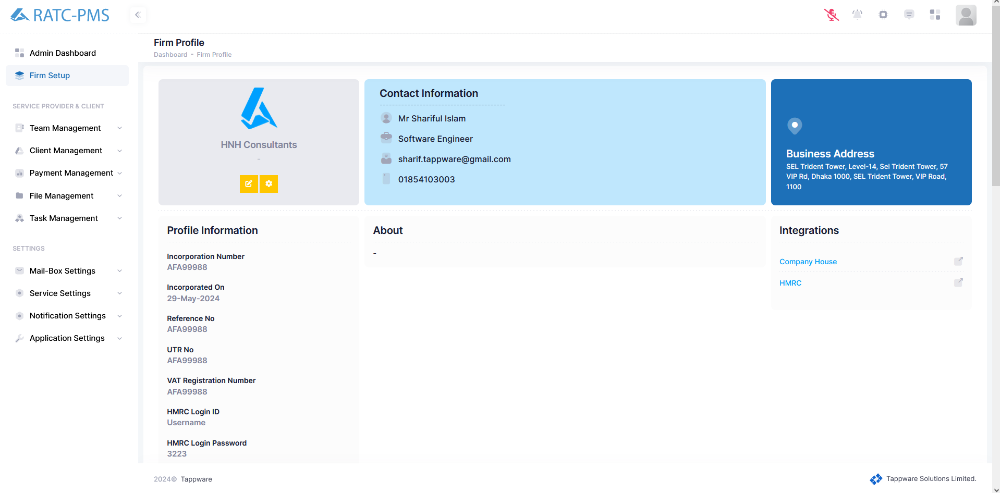 RATC-PMS
Admin Dashboard
Firm Setup
SERVICE PROVIDER & CLIENT
Team Management
Client Management
Payment Management
File Management
Task Management
SETTINGS
Mail-Box Settings
Service Settings
Notification Settings
Application Settings
Firm Profile
Dashboard - Firm Profile
HNH Consultants
-
Contact Information
Mr Shariful Islam
Software Engineer
sharif.tappware@gmail.com
01854103003
Business Address
SEL Trident Tower, Level-14, Sel Trident Tower, 57
VIP Rd, Dhaka 1000, SEL Trident Tower, VIP Road,
1100
Profile Information
Incorporation Number
AFA99988
Incorporated On
29-May-2024
Reference No
AFA99988
UTR No
AFA99988
VAT Registration Number
AFA99988
HMRC Login ID
Username
HMRC Login Password
3223
About
-
Integrations
Company House
HMRC
2024© Tappware
Tappware Solutions Limited.